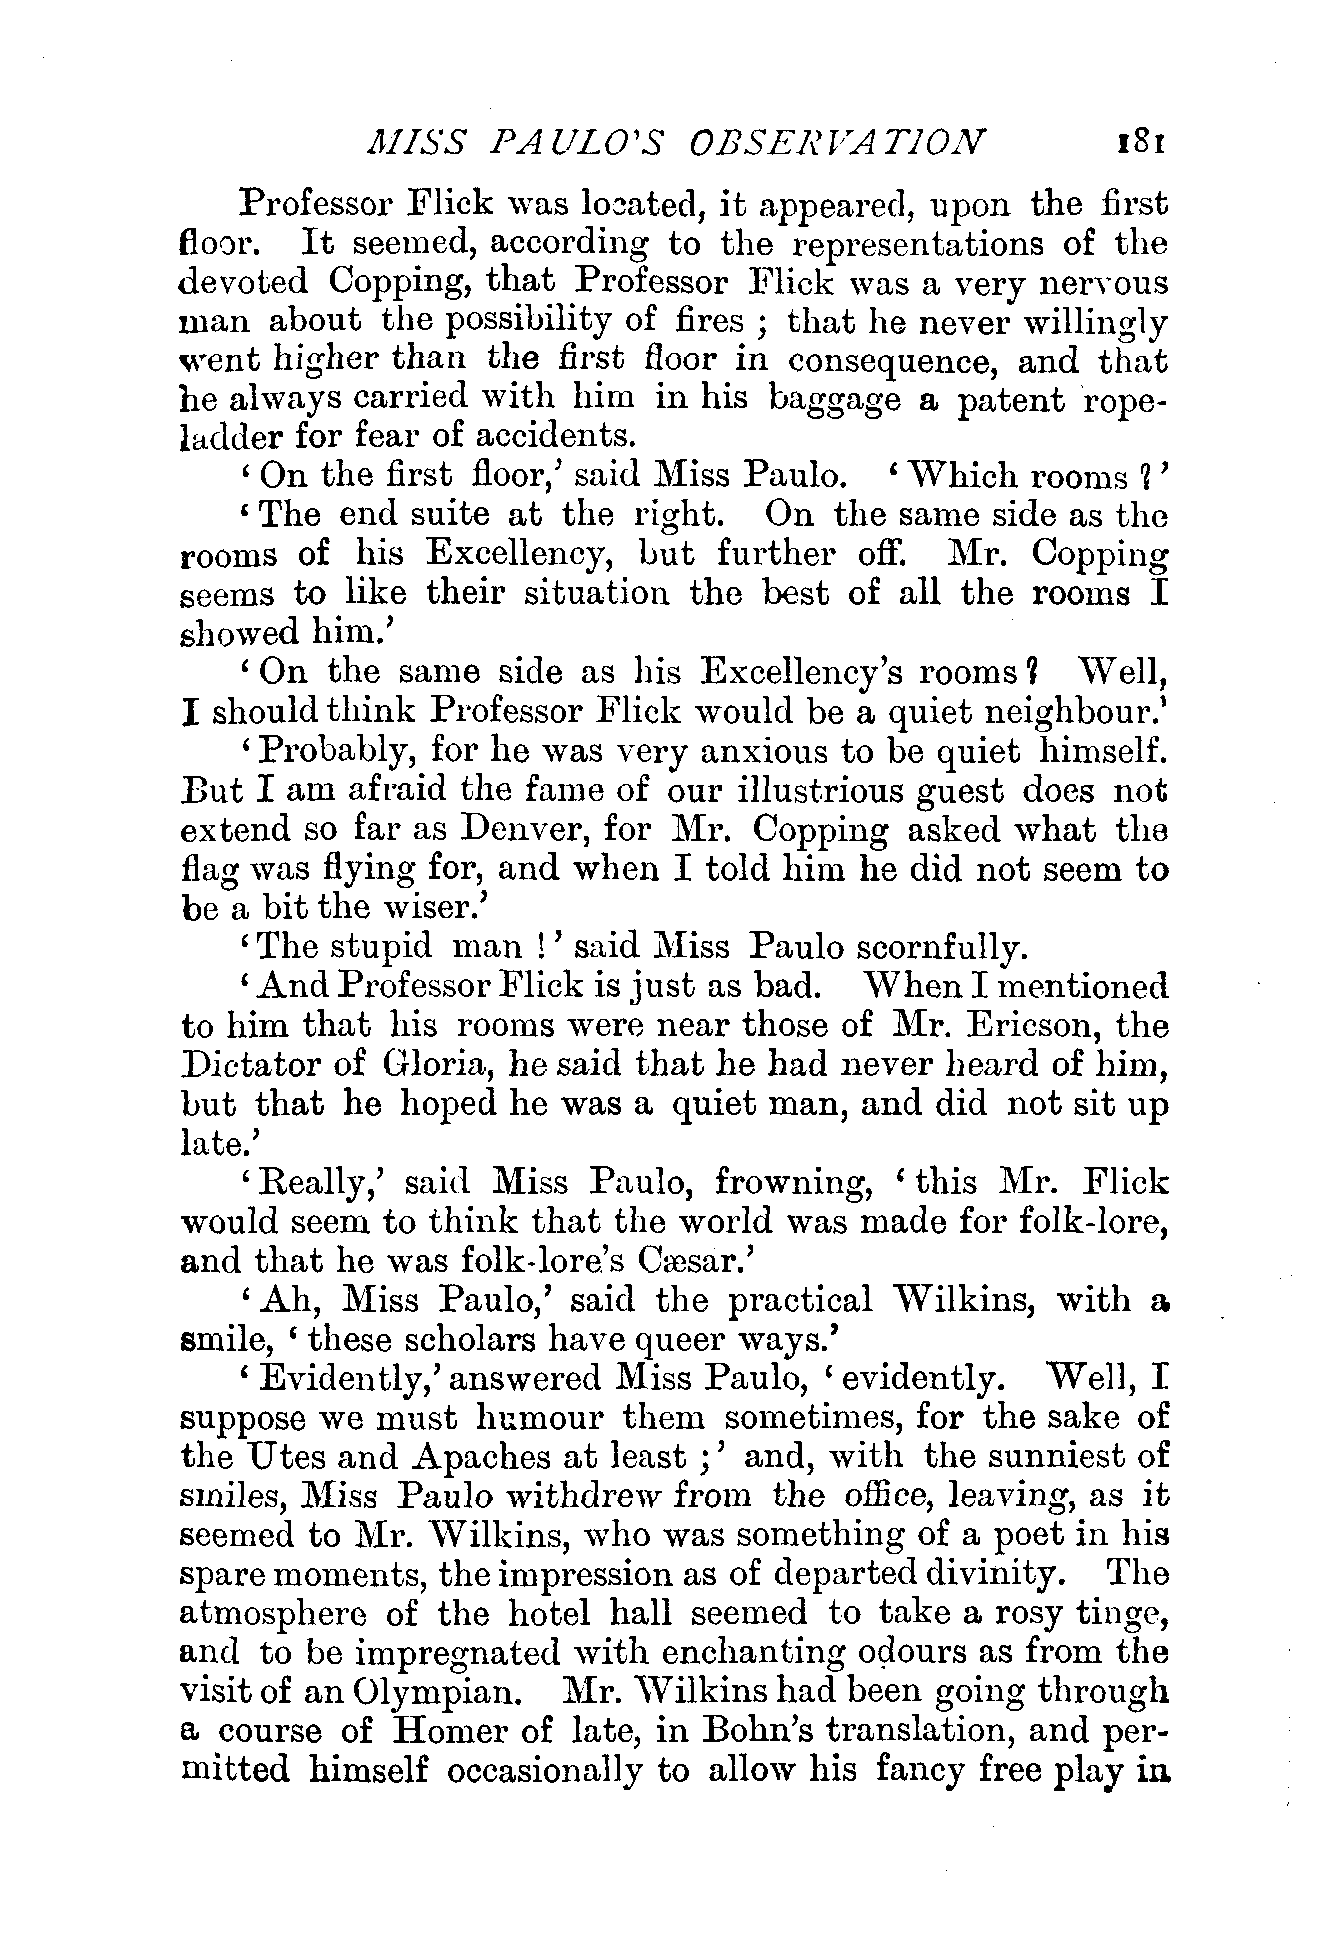 MISS PAULO'S OBSERVATION 181
Professor Flick was located, it appeared, upon the first
floor. It seemed, according to the representations of the
devoted Copping, that Professor Flick was a very nervous
man about the possibility of fires ; that he never willingly
went higher than the first floor in consequence, and that
he always carried with him in his baggage a patent rope-
ladder for fear of accidents.
‘ On the first floor,’ said Miss Paulo. ‘ Which rooms ? ’
‘ The end suite at the right. On the same side as the
rooms of his Excellency, but further off. Mr. Copping
seems to like their situation the best of all the rooms I
showed him.’
‘ On the same side as his Excellency's rooms ? Well,
I should think Professor Flick would be a quiet neighbour.’
‘ Probably, for he was very anxious to be quiet himself.
But I am afraid the fame of our illustrious guest does not
extend so far as Denver, for Mr. Copping asked what the
flag was flying for, and when I told him he did not seem to
be a bit the wiser.’
‘ The stupid man ! ’ said Miss Paulo scornfully.
‘ And Professor Flick is just as bad. When I mentioned
to him that his rooms were near those of Mr. Ericson, the
Dictator of Gloria, he said that he had never heard of him,
but that he hoped he was a quiet man, and did not sit up
late.’
‘ Really,’ said Miss Paulo, frowning, ‘ this Mr. Flick
would seem to think that the world was made for folk-lore,
and that he was folk-lore's Cæsar.’
‘ Ah, Miss Paulo,’ said the practical Wilkins, with a
smile, ‘ these scholars have queer ways.’
‘ Evidently,’ answered Miss Paulo, ‘ evidently. Well, I
suppose we must humour them sometimes, for the sake of
the Utes and Apaches at least ; ’ and, with the sunniest of
smiles, Miss Paulo withdrew from the office, leaving, as it
seemed to Mr. Wilkins, who was something of a poet in his
spare moments, the impression as of departed divinity. The
atmosphere of the hotel hall seemed to take a rosy tinge,
and to be impregnated with enchanting odours as from the
visit of an Olympian. Mr. Wilkins had been going through
a course of Homer of late, in Bohn's translation, and per-
mitted himself occasionally to allow his fancy free play in